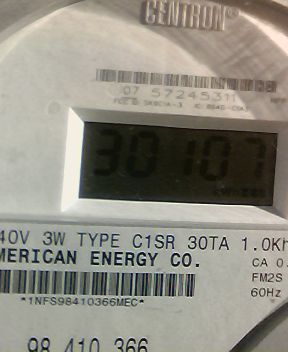 CENTRON®
07 57245311
30107
40V 3W TYPE C1SR 30TA 1.0Kh
MERICAN ENERGY CO.
CA 0.
FM2S
*1NFS98410366MEC*
60Hz
98 410 366